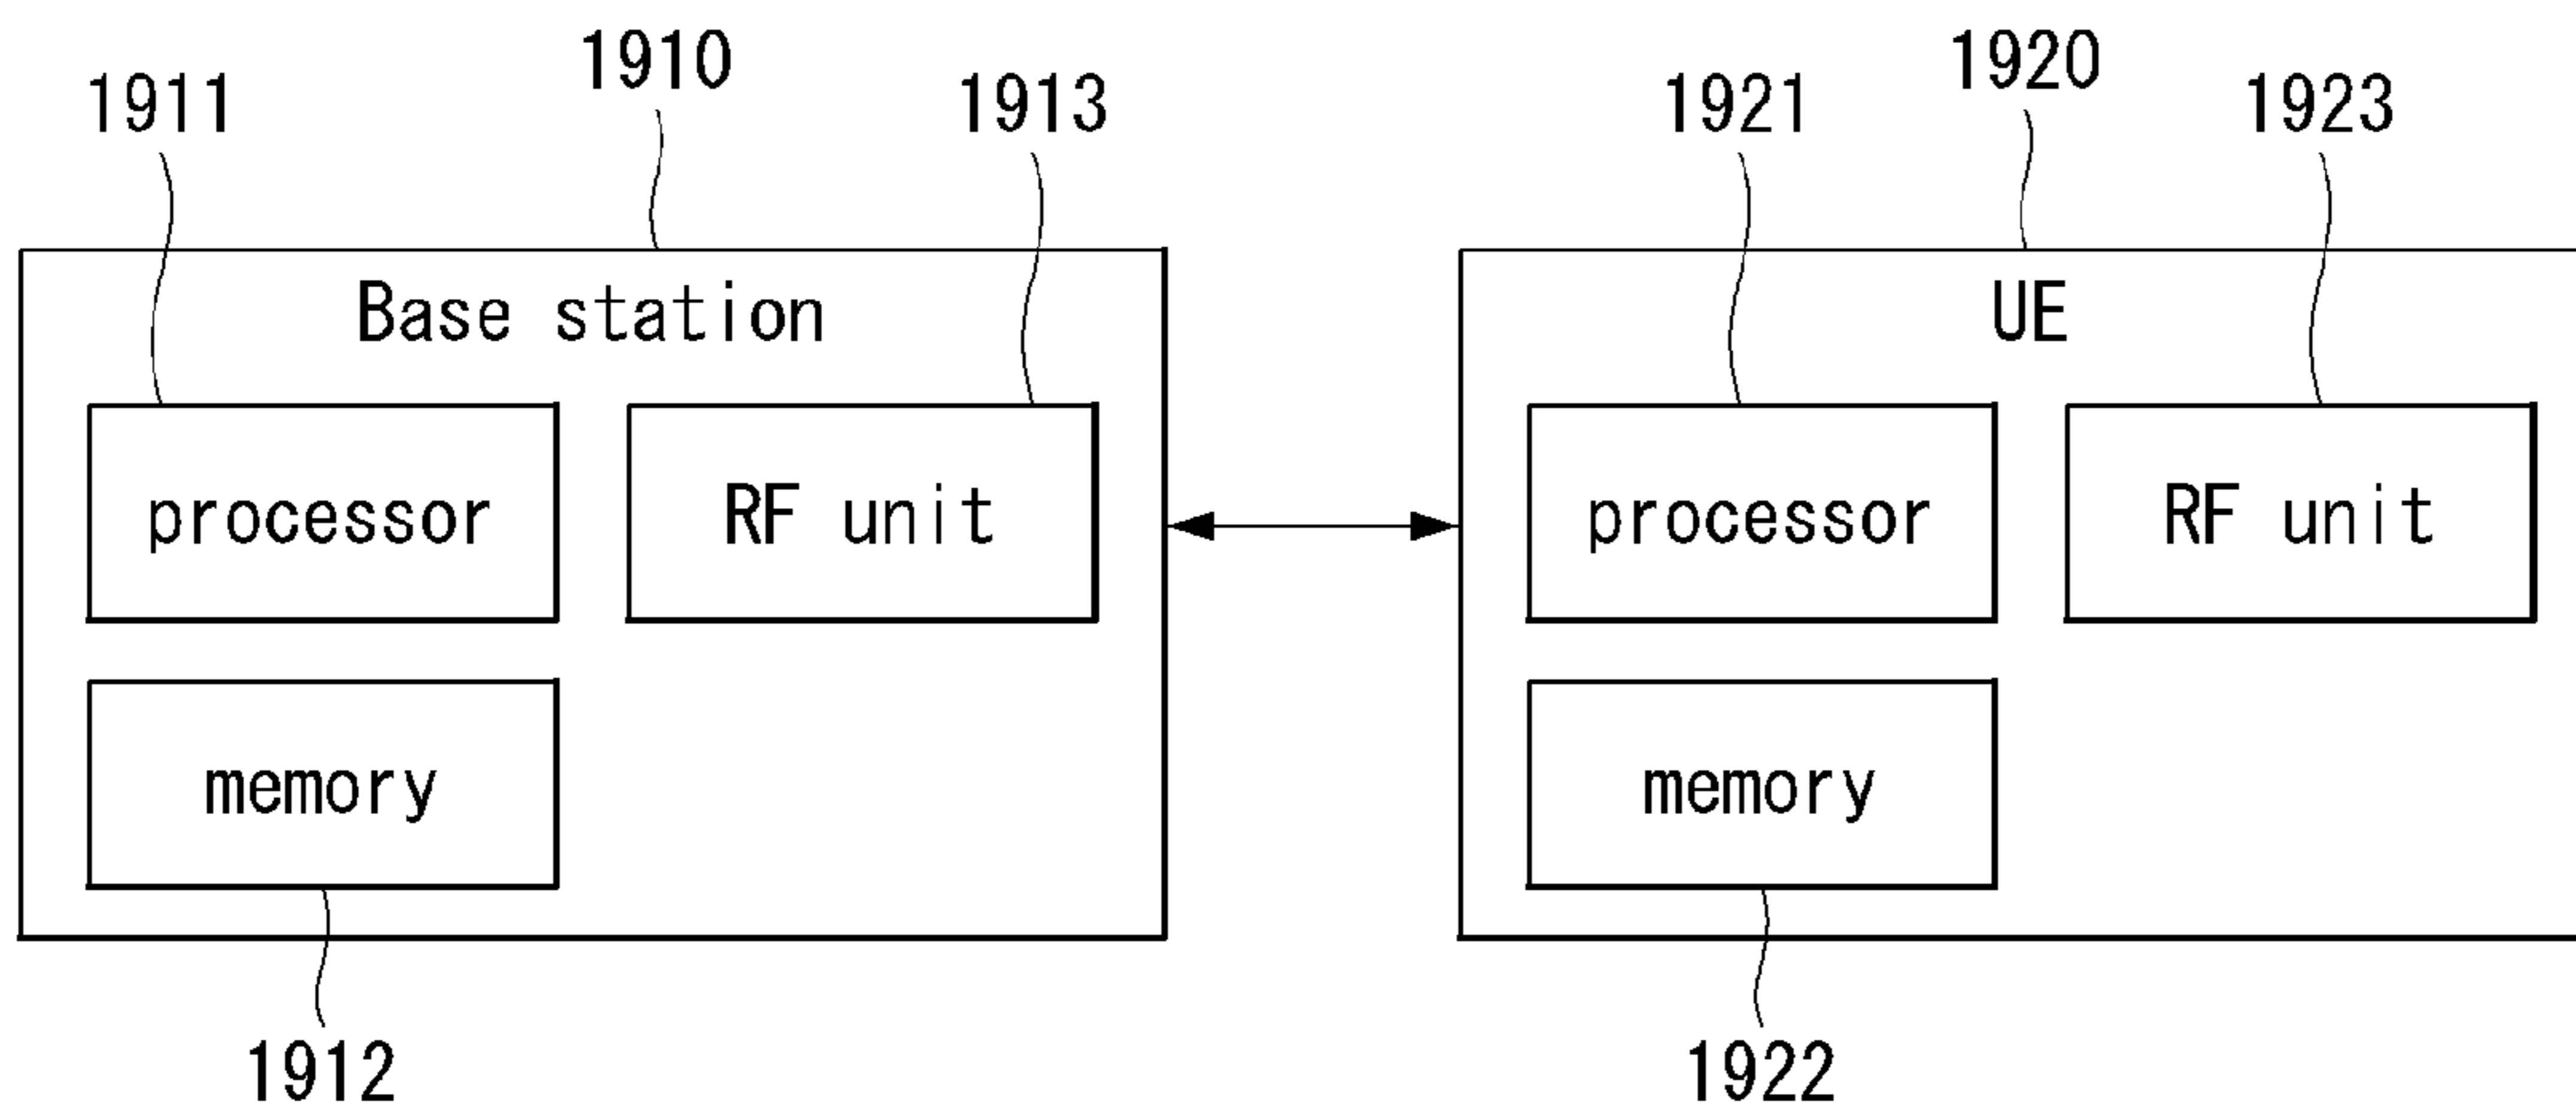 1910 1920
1911 1913 1921 1923
Base station UE
processor RF unit processor RF unit
memory memory
1912 1922